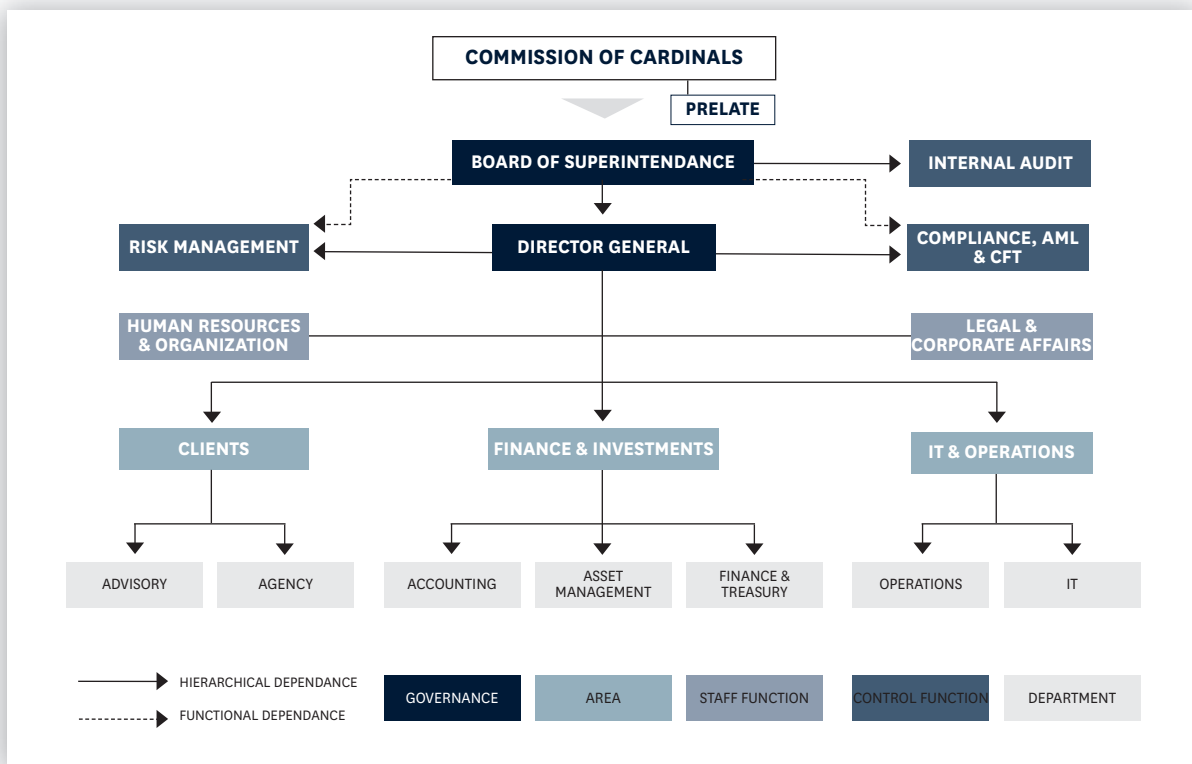 COMMISSION OF CARDINALS
PRELATE
BOARD OF SUPERINTENDANCE
INTERNAL AUDIT
RISK MANAGEMENT
DIRECTOR GENERAL
COMPLIANCE, AML
& CFT
HUMAN RESOURCES
& ORGANIZATION
LEGAL &
CORPORATE AFFAIRS
CLIENTS
FINANCE & INVESTMENTS
IT & OPERATIONS
ADVISORY
AGENCY
ACCOUNTING
ASSET
MANAGEMENT
FINANCE &
TREASURY
OPERATIONS
IT
HIERARCHICAL DEPENDANCE
FUNCTIONAL DEPENDANCE
GOVERNANCE
AREA
STAFF FUNCTION
CONTROL FUNCTION
DEPARTMENT